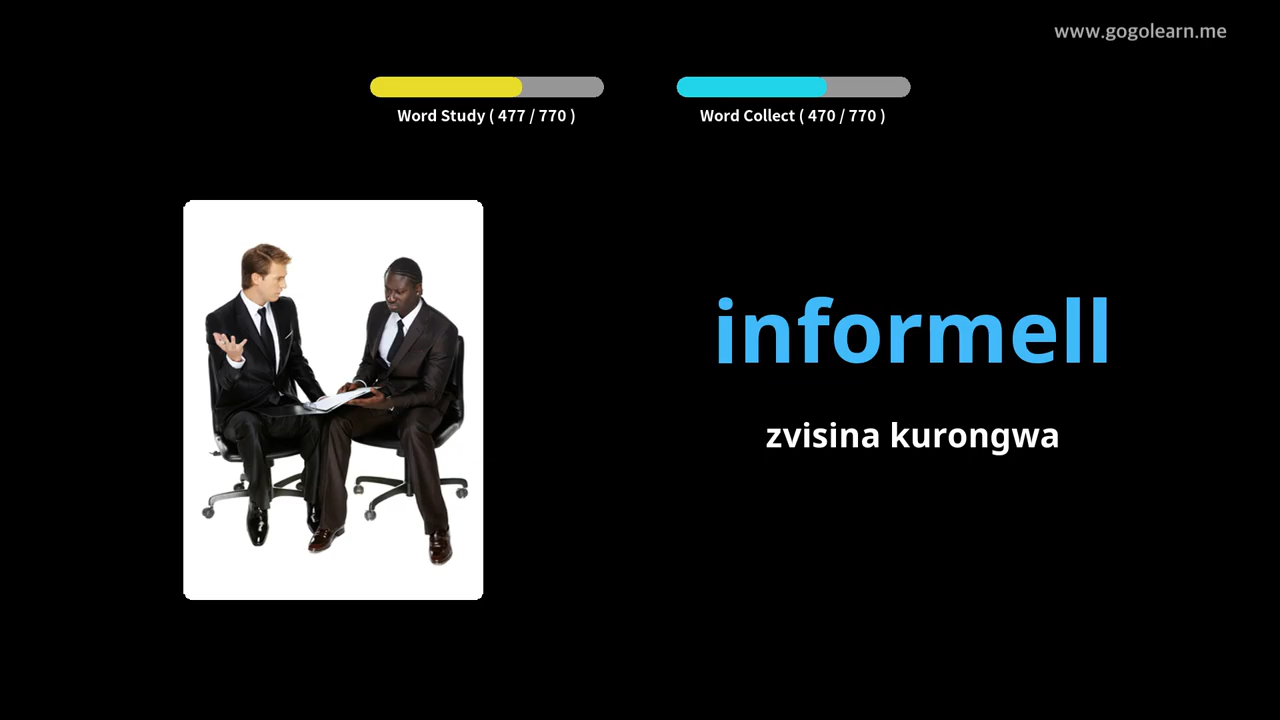 www.gogolearn.me
Word Study ( 477 / 770 )
Word Collect ( 470 / 770 )
informell
zvisina kurongwa